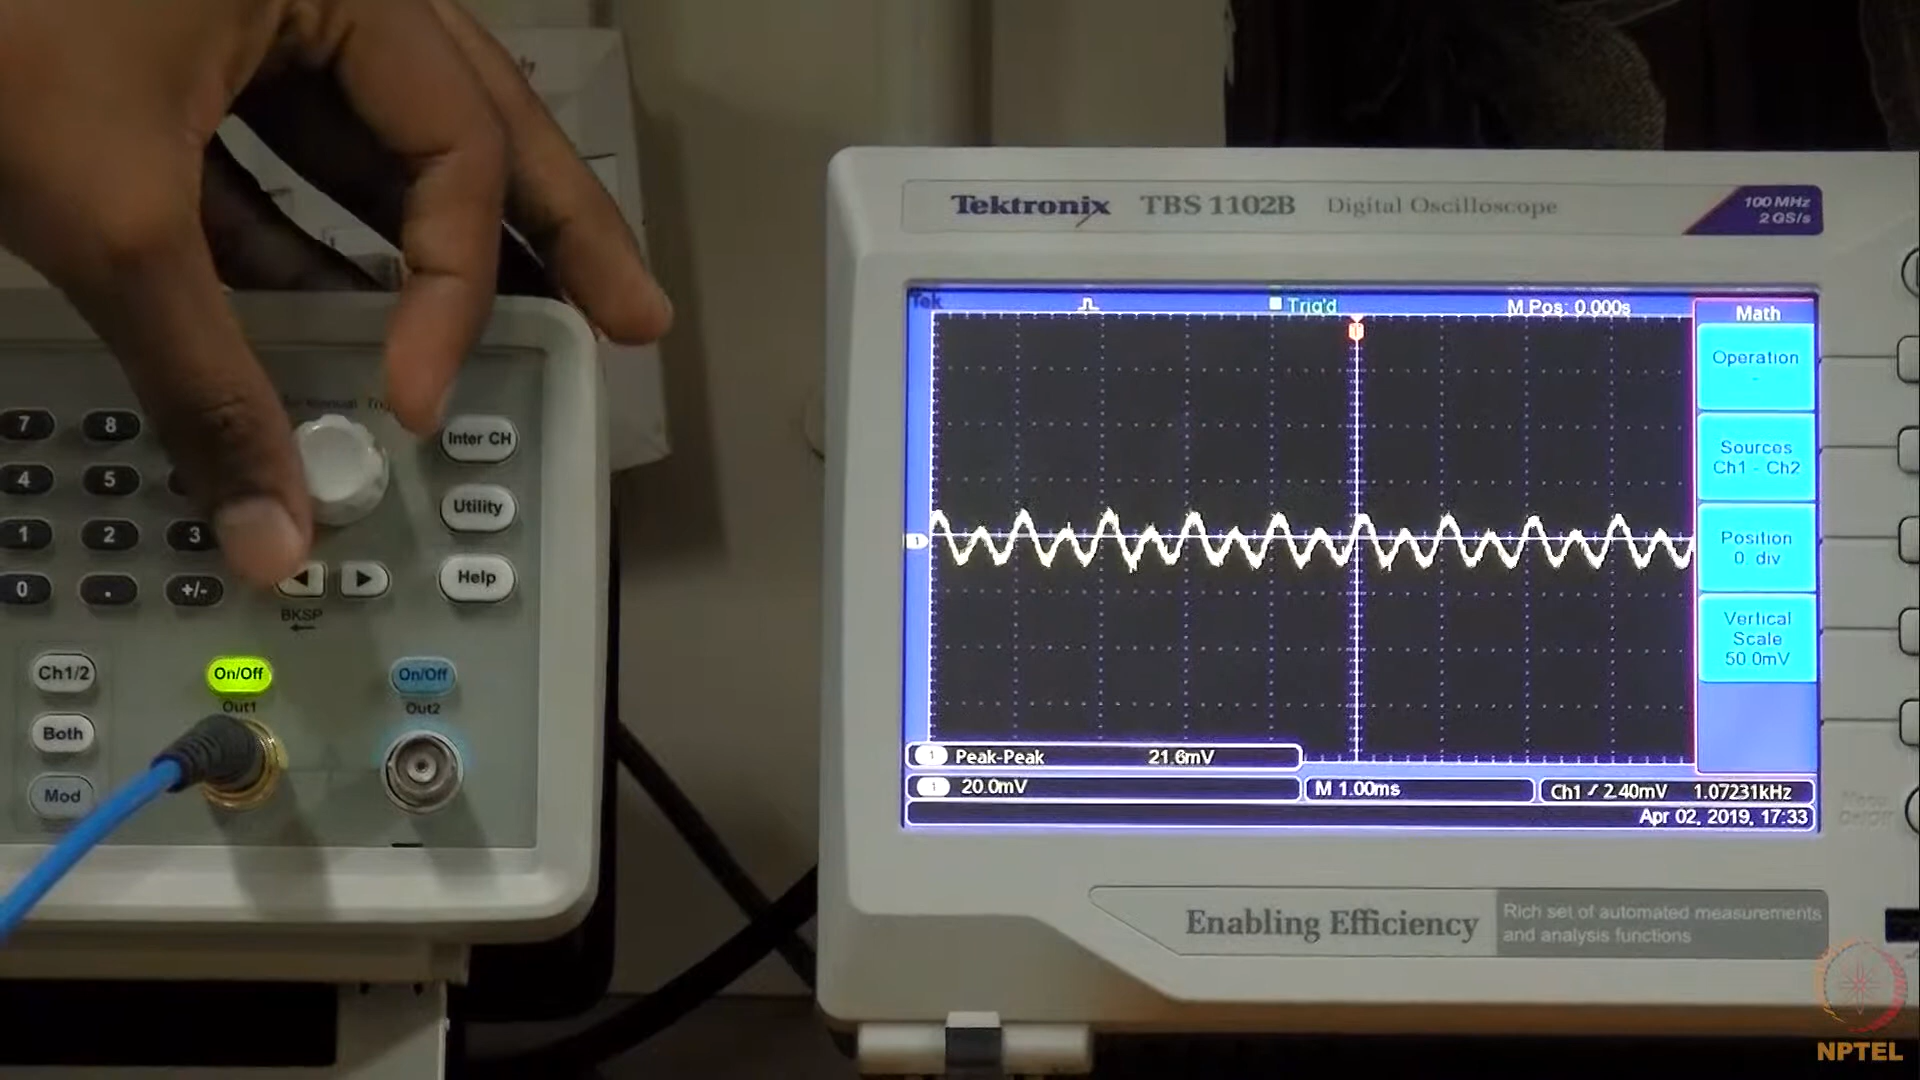 7 8
4 5
1 2 3
0 . +/-
Inter CH
Utility
Help
BKSP
Ch1/2
Both
Mod
On/Off
Out1
On/Off
Out2
Tektronix TBS 1102B Digital Oscilloscope
100 MHz
2 GS/s
Tek Trig'd M Pos: 0.000s
Math
Operation
-
Sources
Ch1 - Ch2
Position
0. div
Vertical
Scale
50.0mV
1
1 Peak-Peak 21.6mV
1 20.0mV M 1.00ms Ch1 / 2.40mV 1.07231kHz
Apr 02, 2019, 17:33
Enabling Efficiency
Rich set of automated measurements
and analysis functions
NPTEL